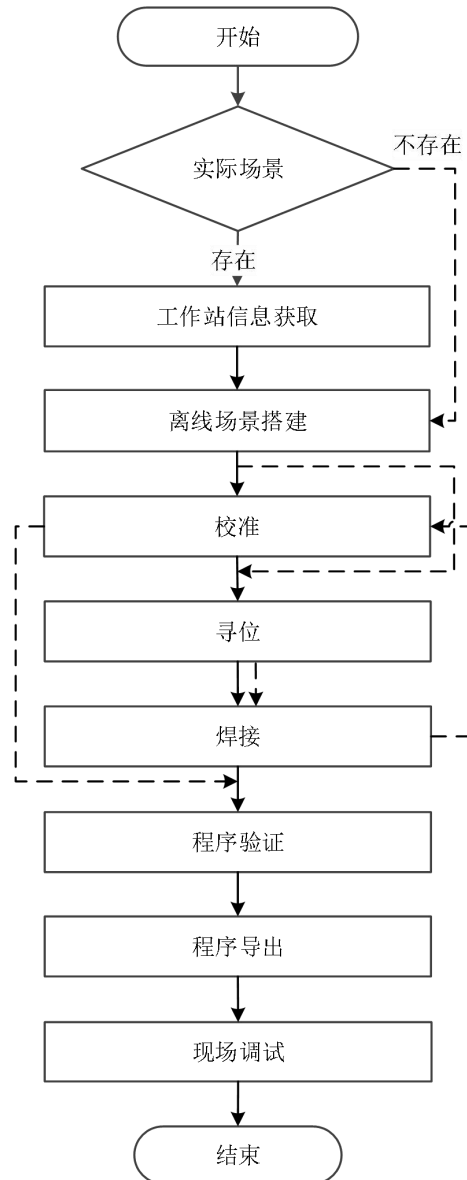 开始
实际场景
不存在
存在
工作站信息获取
离线场景搭建
校准
寻位
焊接
程序验证
程序导出
现场调试
结束